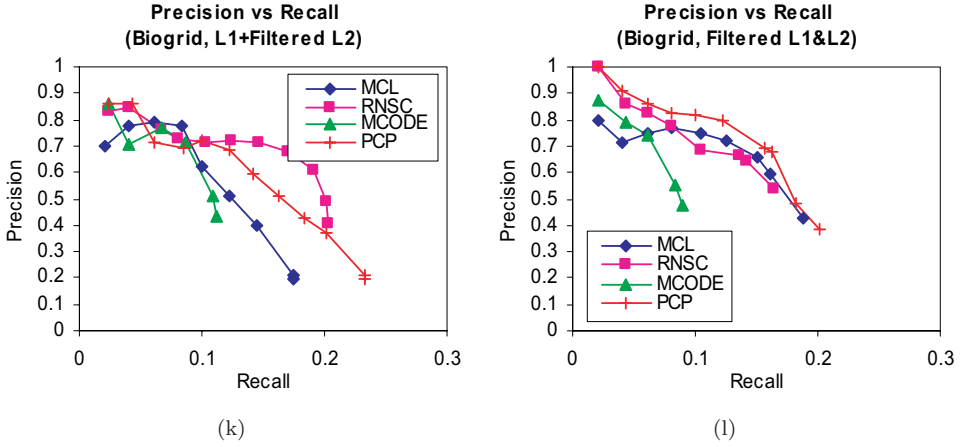 Precision vs Recall
(Biogrid, L1+Filtered L2)
1
0.9
0.8
0.7
0.6
0.5
0.4
0.3
0.2
0.1
0
Precision
MCL
RNSC
MCODE
PCP
0
0.1
0.2
0.3
Recall
(k)
Precision vs Recall
(Biogrid, Filtered L1&L2)
1
0.9
0.8
0.7
0.6
0.5
0.4
0.3
0.2
0.1
0
Precision
MCL
RNSC
MCODE
PCP
0
0.1
0.2
0.3
Recall
(l)